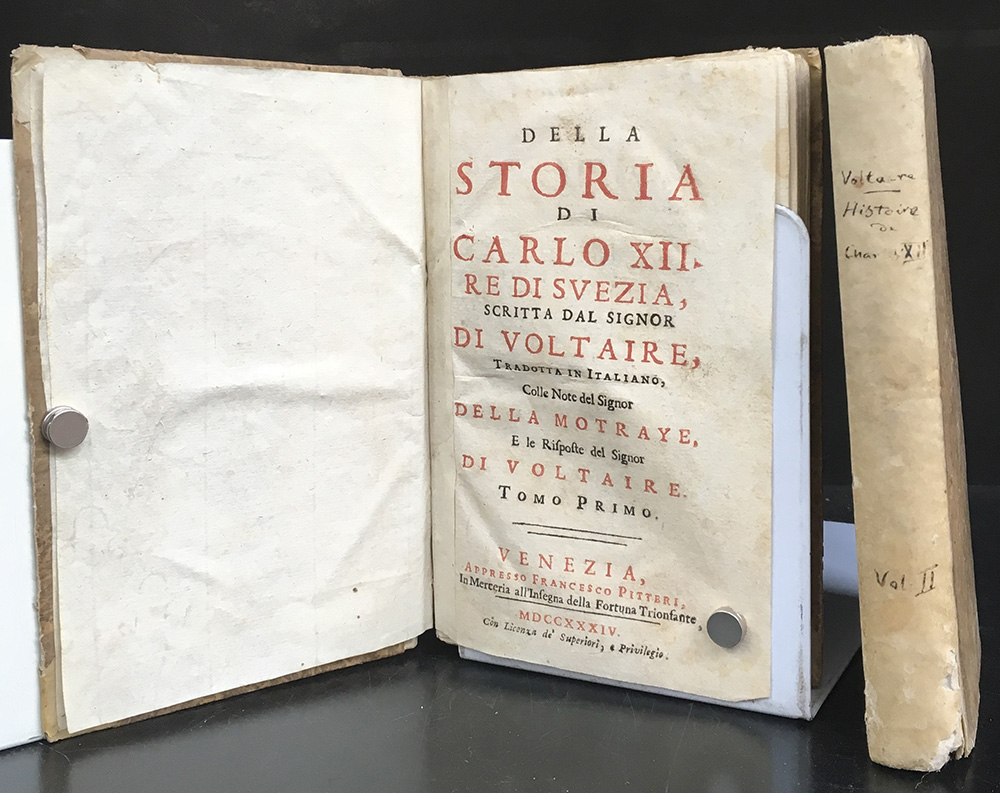 DELLA
STORIA
DI
CARLO XII.
RE DI SVEZIA,
SCRITTA DAL SIGNOR
DI VOLTAIRE,
TRADOTTA IN ITALIANO,
Colle Note del Signor
DELLA MOTRAYE,
E le Riſpoſte del Signor
DI VOLTAIRE.
TOMO PRIMO.
VENEZIA,
APPRESSO FRANCESCO PITTERI,
In Merceria all'Inſegna della Fortuna Trionfante,
MDCCXXXIV.
Con Licenza de' Superiori, e Privilegio.
Voltaire
Histoire
de
XII
Vol. II